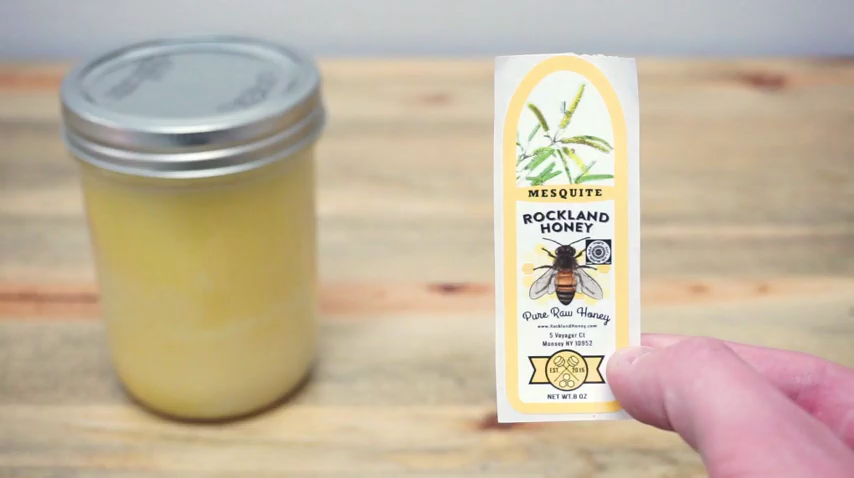 MESQUITE
ROCKLAND
HONEY
Pure Raw Honey
www.RocklandHoney.com
5 Voyager Ct
Monsey NY 10952
EST 2015
NET WT.8 OZ